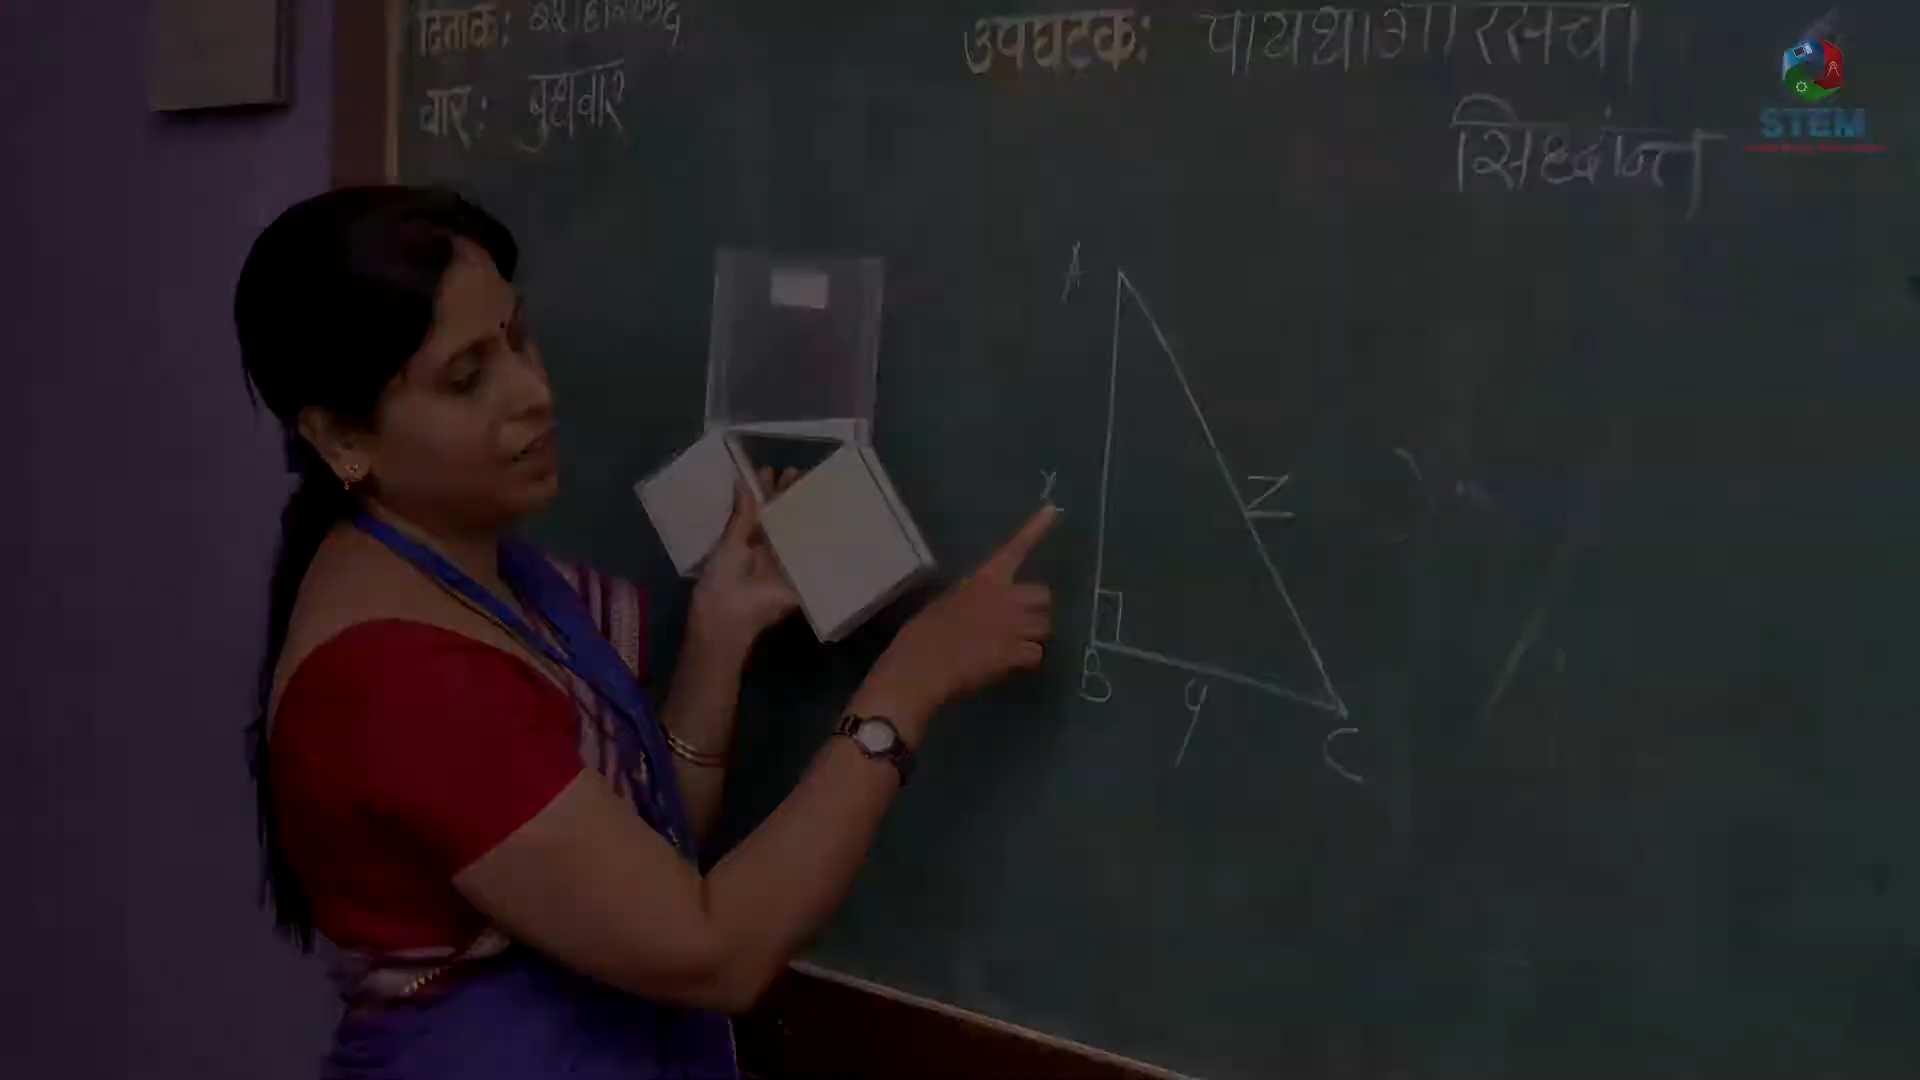 दिनांक:
वार: बुधवार
उपघटक: पायथागोरसचा
सिध्दांत
STEM
A
x
Z
B
y
C